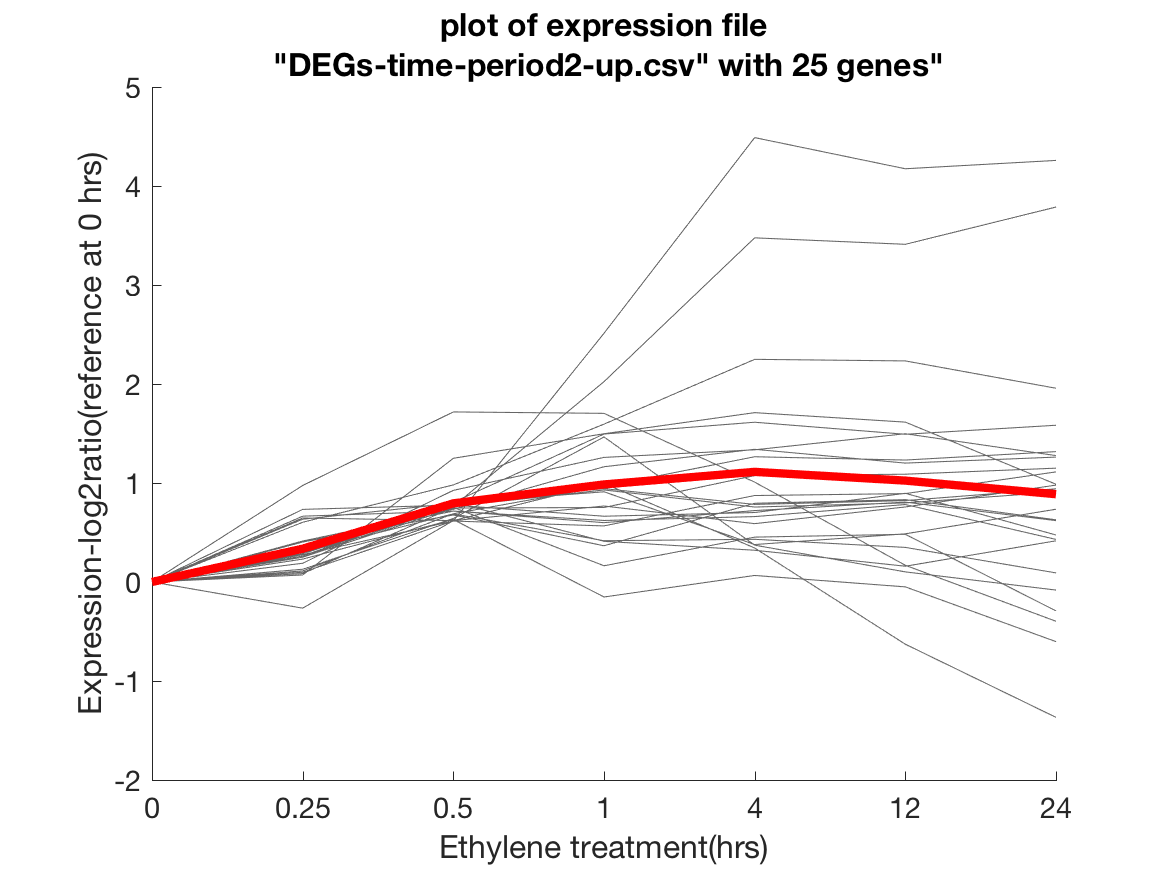 plot of expression file
"DEGs-time-period2-up.csv" with 25 genes"
5
4
3
2
1
0
-1
-2
Expression-log2ratio(reference at 0 hrs)
0 0.25 0.5 1 4 12 24
Ethylene treatment(hrs)